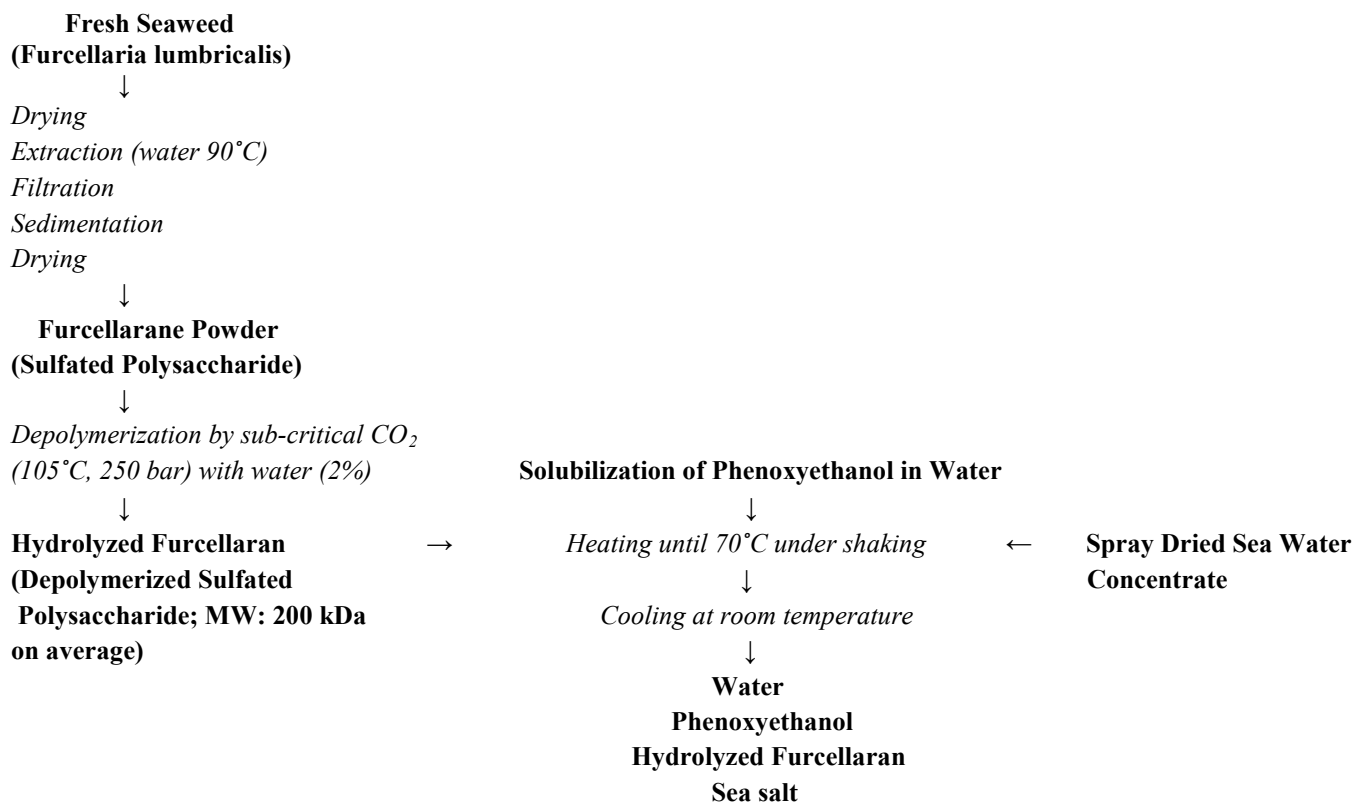 Fresh Seaweed
(Furcellaria lumbricalis)
↓
Drying
Extraction (water 90˚C)
Filtration
Sedimentation
Drying
↓
Furcellarane Powder
(Sulfated Polysaccharide)
↓
Depolymerization by sub-critical CO2
(105˚C, 250 bar) with water (2%)
↓
Hydrolyzed Furcellaran
(Depolymerized Sulfated
Polysaccharide; MW: 200 kDa
on average)
→
Solubilization of Phenoxyethanol in Water
↓
Heating until 70˚C under shaking
↓
Cooling at room temperature
↓
Water
Phenoxyethanol
Hydrolyzed Furcellaran
Sea salt
←
Spray Dried Sea Water
Concentrate